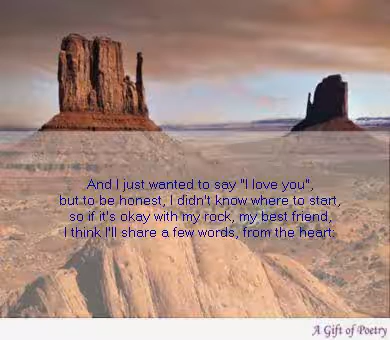 And I just wanted to say "I love you",
but to be honest, I didn't know where to start,
so if it's okay with my rock, my best friend,
I think I'll share a few words, from the heart:
A Gift of Poetry